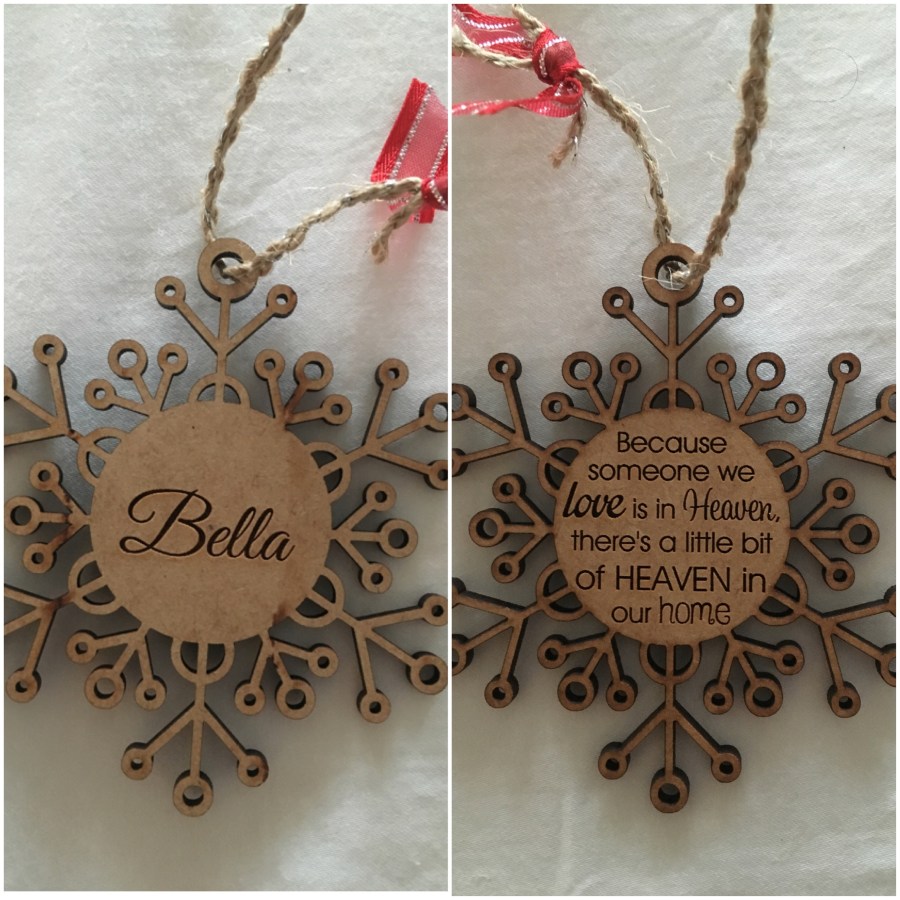 Bella
Because
someone we
love is in Heaven,
there's a little bit
of HEAVEN in
our home